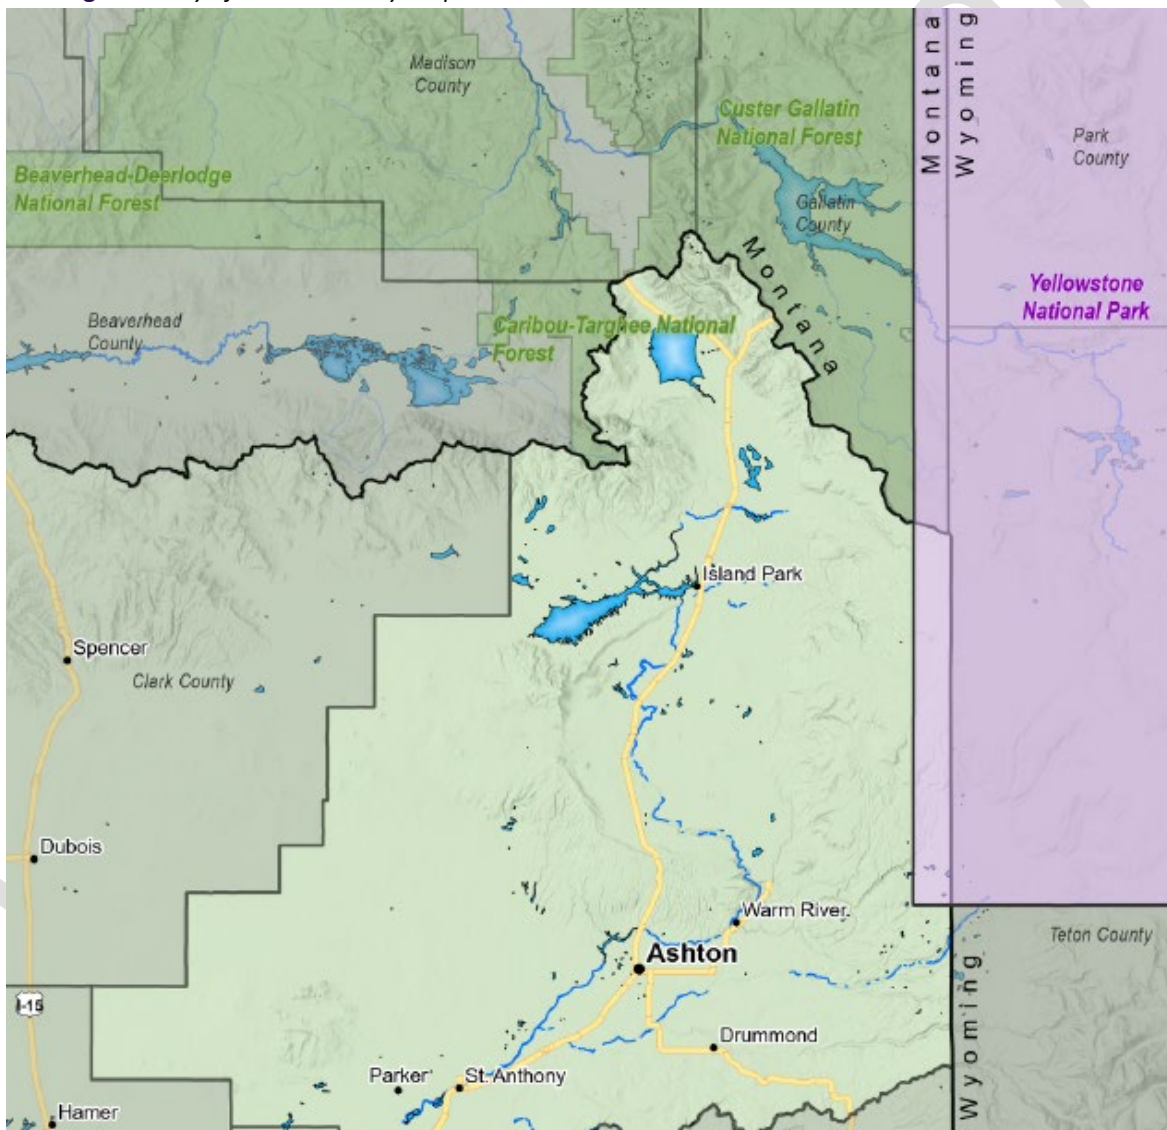 Madison
County
Custer Gallatin
National Forest
Montana
Wyoming
Park
County
Beaverhead-Deerlodge
National Forest
Gallatin
County
Montana
Yellowstone
National Park
Beaverhead
County
Caribou-Targhee National
Forest
Island Park
Spencer
Clark County
Dubois
Warm River
Teton County
Ashton
Wyoming
I-15
Drummond
Parker
St. Anthony
Hamer